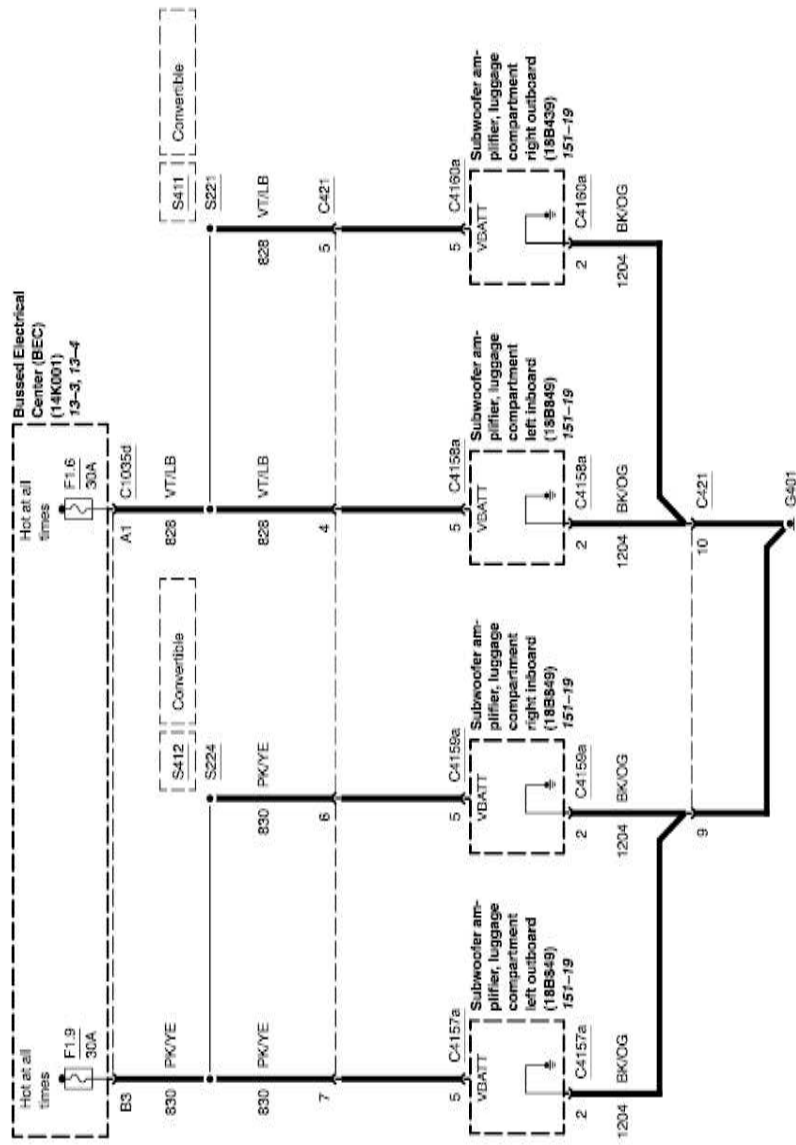 Bussed Electrical
Center (BEC)
(14K001)
13-3, 13-4
Hot at all
times
F1.9
30A
Hot at all
times
F1.6
30A
B3
A1
C1035d
830
PK/YE
828
VT/LB
S412
Convertible
S224
S411
Convertible
S221
830
PK/YE
830
PK/YE
828
VT/LB
828
VT/LB
7
6
4
5
C421
5
C4157a
5
C4159a
5
C4158a
5
C4160a
VBATT
Subwoofer am-
plifier, luggage
compartment
left outboard
(18B849)
151-19
VBATT
Subwoofer am-
plifier, luggage
compartment
right inboard
(18B849)
151-19
VBATT
Subwoofer am-
plifier, luggage
compartment
left inboard
(18B849)
151-19
VBATT
Subwoofer am-
plifier, luggage
compartment
right outboard
(18B439)
151-19
2
C4157a
2
C4159a
2
C4158a
2
C4160a
1204
BK/OG
1204
BK/OG
1204
BK/OG
1204
BK/OG
9
10
C421
G401